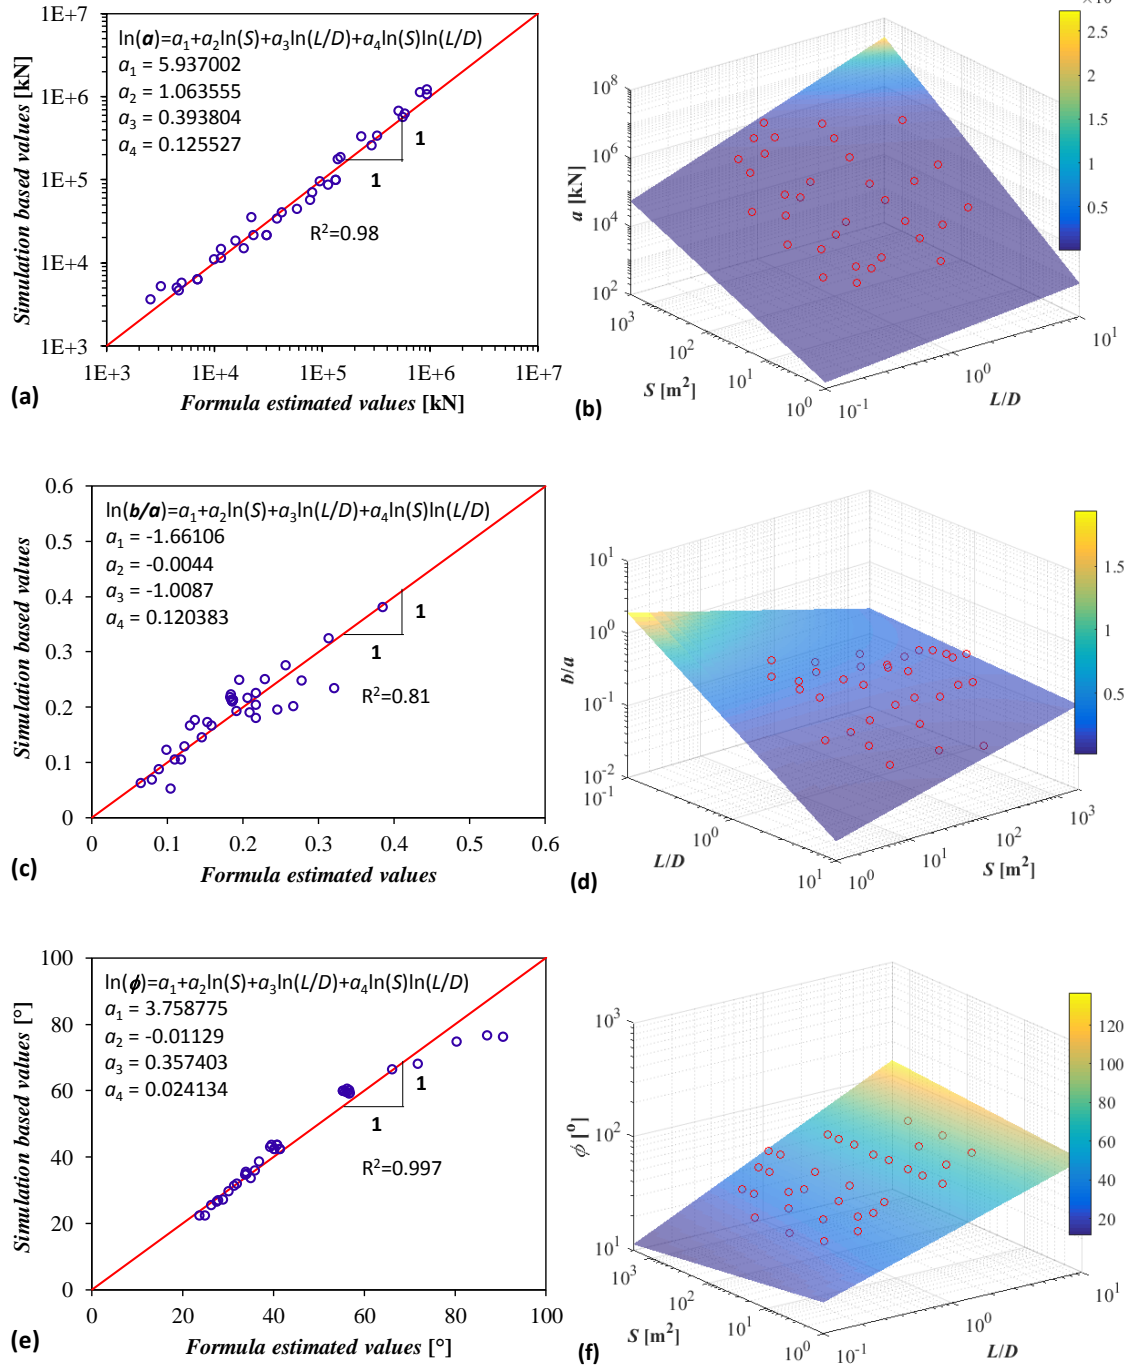 1E+7
1E+6
1E+5
1E+4
1E+3
Simulation based values [kN]
ln(a)=a1+a2ln(S)+a3ln(L/D)+a4ln(S)ln(L/D)
a1 = 5.937002
a2 = 1.063555
a3 = 0.393804
a4 = 0.125527
1
1
R²=0.98
1E+3 1E+4 1E+5 1E+6 1E+7
Formula estimated values [kN]
(a)
10^8
10^6
10^4
10^2
a [kN]
10^3
10^2
10^1
10^0
S [m²]
10^-1
10^0
10^1
L/D
2.5
2
1.5
1
0.5
(b)
0.6
0.5
0.4
0.3
0.2
0.1
0
Simulation based values
ln(b/a)=a1+a2ln(S)+a3ln(L/D)+a4ln(S)ln(L/D)
a1 = -1.66106
a2 = -0.0044
a3 = -1.0087
a4 = 0.120383
1
1
R²=0.81
0 0.1 0.2 0.3 0.4 0.5 0.6
Formula estimated values
(c)
10^1
10^0
10^-1
10^-2
b/a
10^-1
10^0
10^1
L/D
10^0
10^1
10^2
10^3
S [m²]
1.5
1
0.5
(d)
100
80
60
40
20
0
Simulation based values [°]
ln(ϕ)=a1+a2ln(S)+a3ln(L/D)+a4ln(S)ln(L/D)
a1 = 3.758775
a2 = -0.01129
a3 = 0.357403
a4 = 0.024134
1
1
R²=0.997
0 20 40 60 80 100
Formula estimated values [°]
(e)
10^3
10^2
10^1
ϕ [°]
10^3
10^2
10^1
10^0
S [m²]
10^-1
10^0
10^1
L/D
120
100
80
60
40
20
(f)